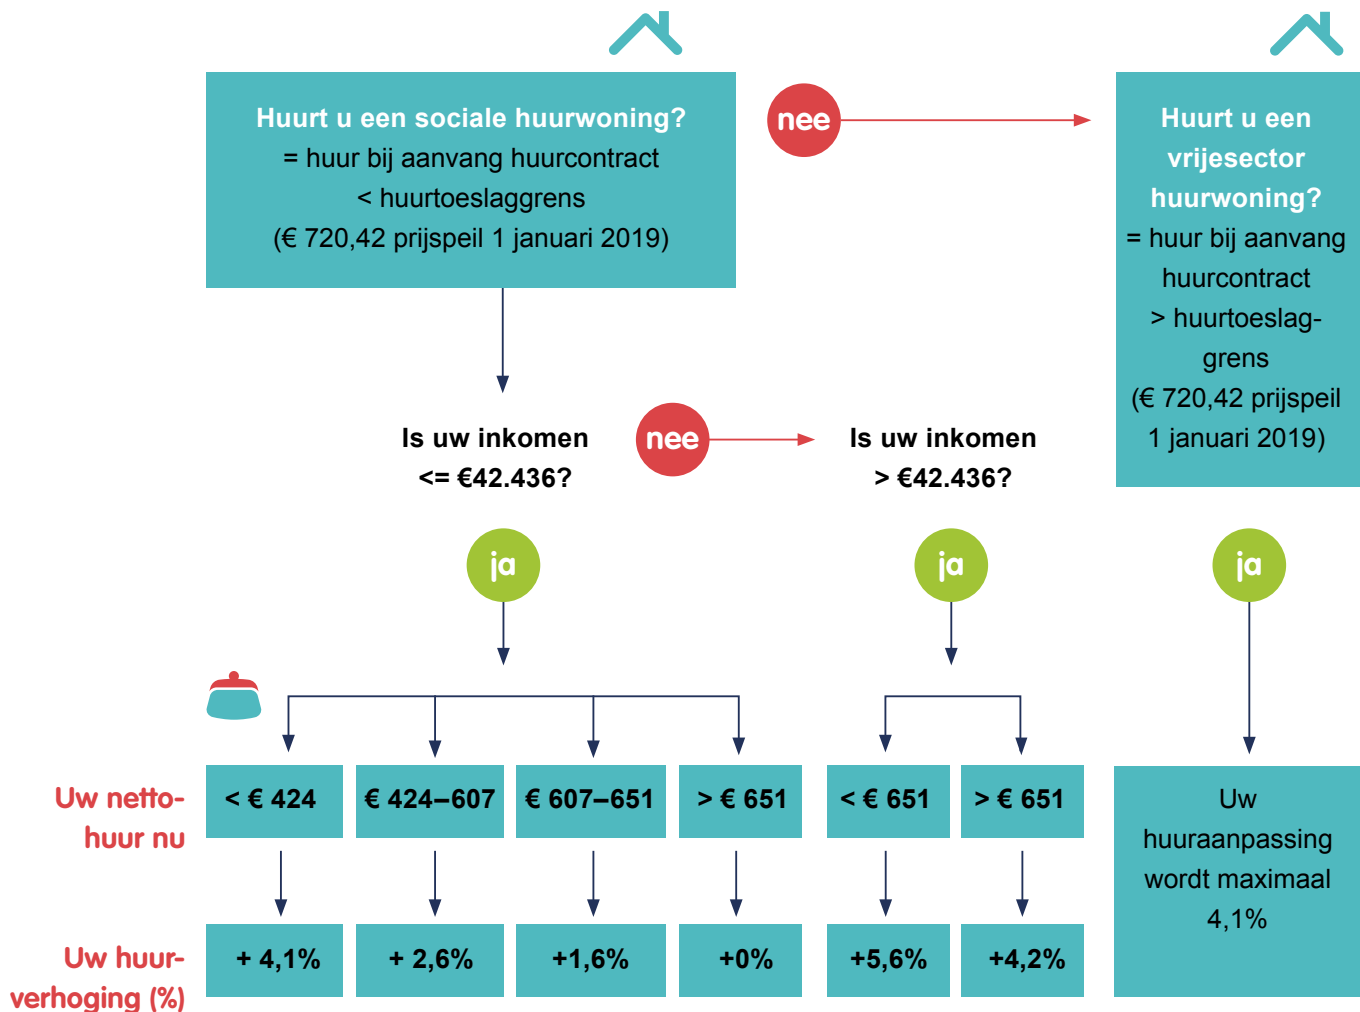 Huurt u een sociale huurwoning?
= huur bij aanvang huurcontract
< huurtoeslaggrens
(€ 720,42 prijspeil 1 januari 2019)
nee
Huurt u een
vrijesector
huurwoning?
= huur bij aanvang
huurcontract
> huurtoeslag-
grens
(€ 720,42 prijspeil
1 januari 2019)
Is uw inkomen
<= €42.436?
nee
Is uw inkomen
> €42.436?
ja
ja
ja
Uw netto-
huur nu
< € 424
€ 424–607
€ 607–651
> € 651
< € 651
> € 651
Uw
huuraanpassing
wordt maximaal
4,1%
Uw huur-
verhoging (%)
+ 4,1%
+ 2,6%
+1,6%
+0%
+5,6%
+4,2%